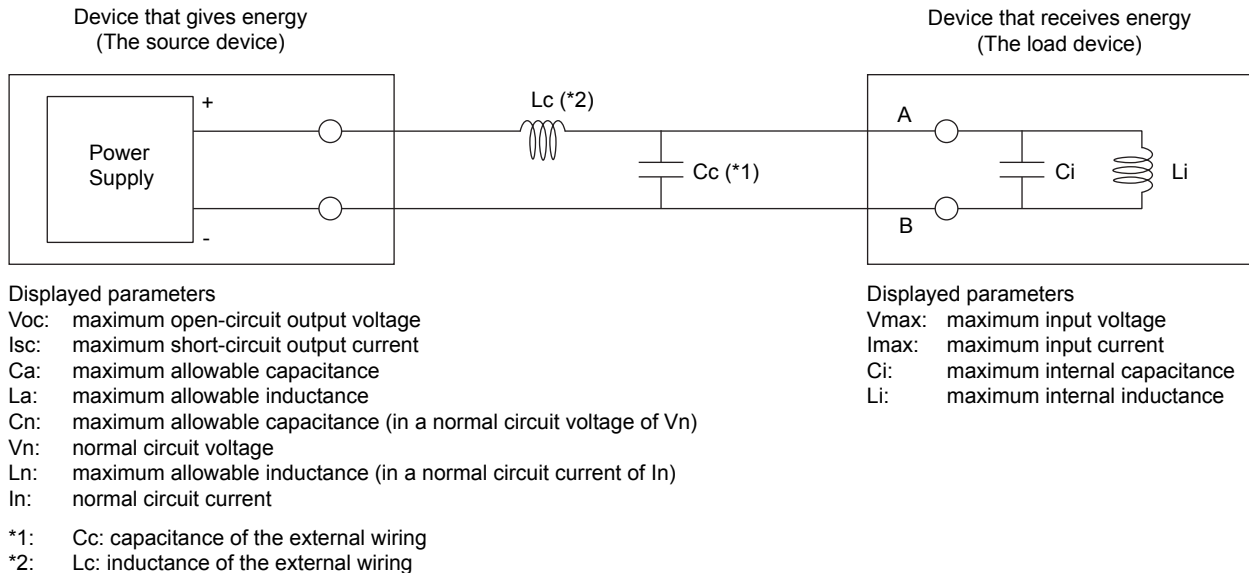 Device that gives energy
(The source device)
Device that receives energy
(The load device)
Power
Supply
+
-
Lc (*2)
Cc (*1)
A
B
Ci
Li
Displayed parameters
Voc: maximum open-circuit output voltage
Isc: maximum short-circuit output current
Ca: maximum allowable capacitance
La: maximum allowable inductance
Cn: maximum allowable capacitance (in a normal circuit voltage of Vn)
Vn: normal circuit voltage
Ln: maximum allowable inductance (in a normal circuit current of In)
In: normal circuit current
*1: Cc: capacitance of the external wiring
*2: Lc: inductance of the external wiring
Displayed parameters
Vmax: maximum input voltage
Imax: maximum input current
Ci: maximum internal capacitance
Li: maximum internal inductance